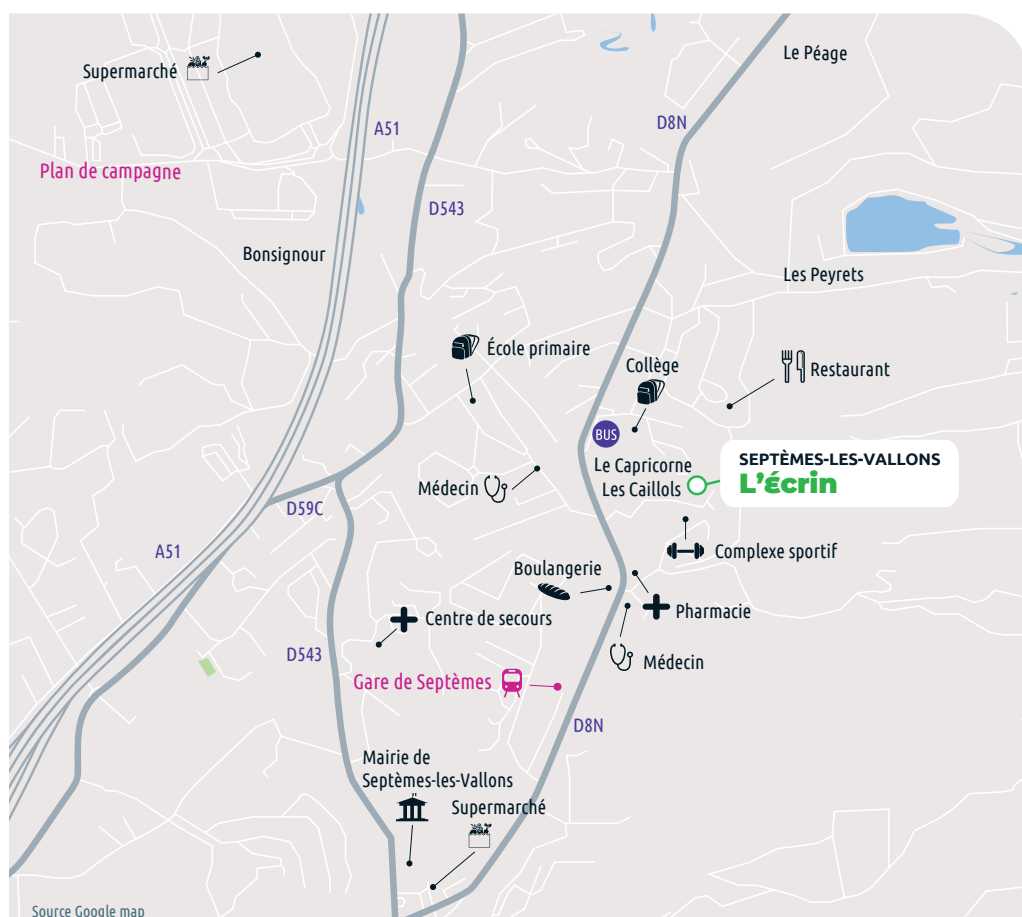 Le Péage
Supermarché
A51
D8N
Plan de campagne
D543
Bonsignour
Les Peyrets
École primaire
Collège
Restaurant
BUS
Le Capricorne
Les Caillols
SEPTÈMES-LES-VALLONS
L'Écrin
Médecin
D59C
A51
Complexe sportif
Boulangerie
Pharmacie
Centre de secours
D543
Médecin
Gare de Septèmes
D8N
Mairie de
Septèmes-les-Vallons
Supermarché
Source Google map